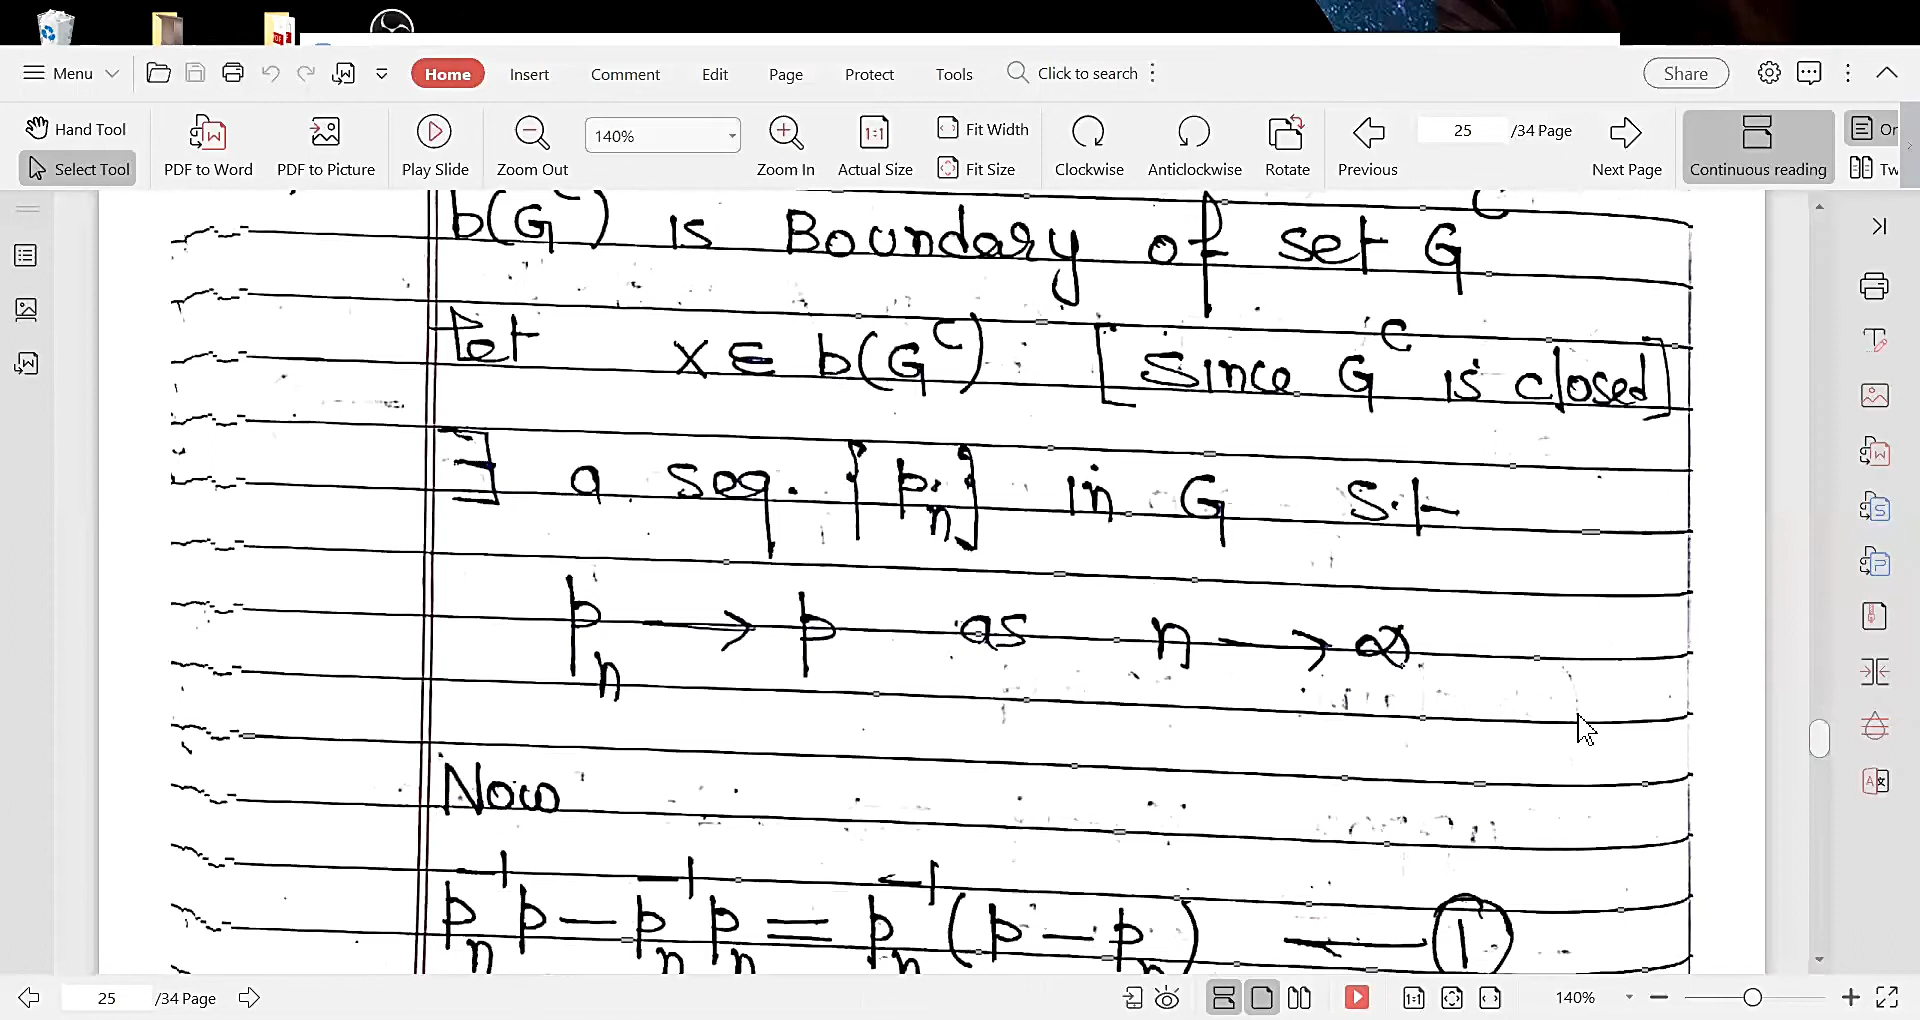 Menu Home Insert Comment Edit Page Protect Tools Click to search Share
Hand Tool
Select Tool
PDF to Word
PDF to Picture
Play Slide
Zoom Out
140%
Zoom In
1:1
Actual Size
Fit Width
Fit Size
Clockwise
Anticlockwise
Rotate
Previous
25 /34 Page
Next Page
Continuous reading
Or
Tw
b(G^c) is Boundary of set G^c
Let x ∈ b(G^c) [Since G^c is closed]
∃ a seq. {p_n} in G s.t
p_n → p as n → ∞
Now
p_n^-1 p - p_n^-1 p_n = p_n^-1 (p - p_n) ← 1
25 /34 Page
140%